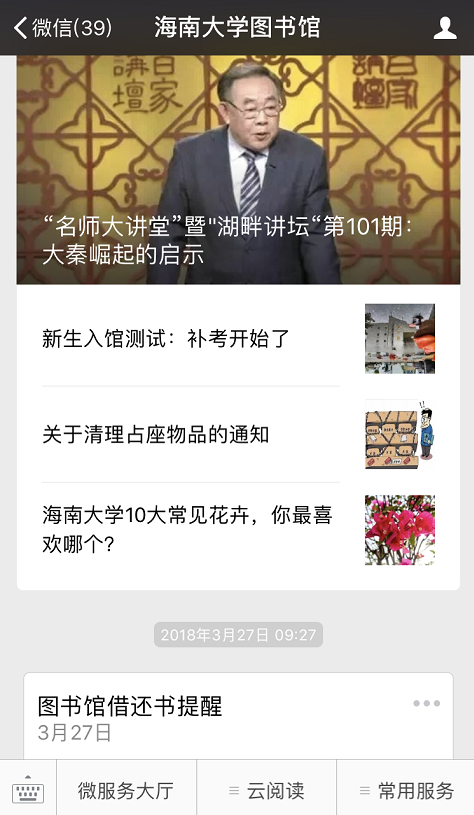 微信(39)
海南大学图书馆
“名师大讲堂”暨"湖畔讲坛“第101期：
大秦崛起的启示
新生入馆测试：补考开始了
关于清理占座物品的通知
海南大学10大常见花卉，你最喜
欢哪个？
2018年3月27日 09:27
图书馆借还书提醒
3月27日
微服务大厅
云阅读
常用服务